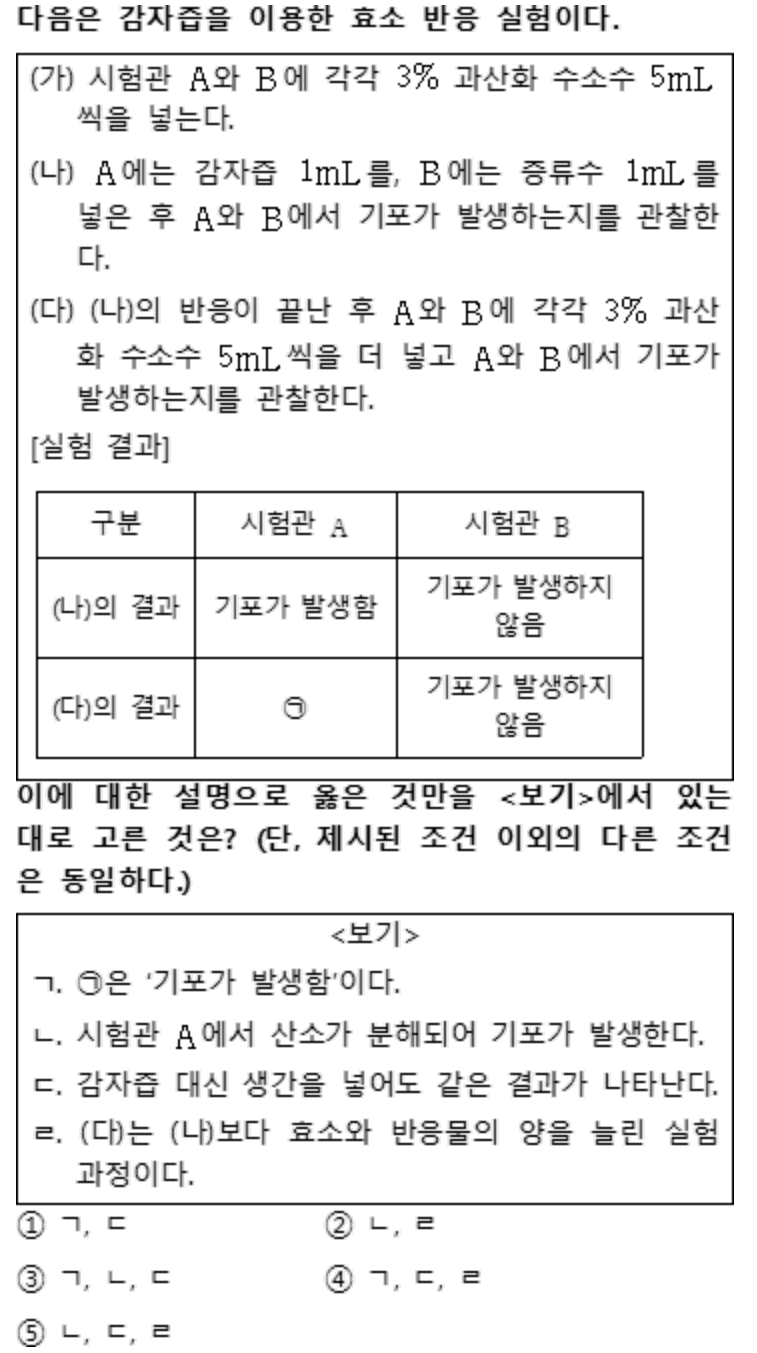 다음은 감자즙을 이용한 효소 반응 실험이다.
(가) 시험관 A와 B에 각각 3% 과산화 수소수 5mL
씩을 넣는다.
(나) A에는 감자즙 1mL를, B에는 증류수 1mL를
넣은 후 A와 B에서 기포가 발생하는지를 관찰한
다.
(다) (나)의 반응이 끝난 후 A와 B에 각각 3% 과산
화 수소수 5mL씩을 더 넣고 A와 B에서 기포가
발생하는지를 관찰한다.
[실험 결과]
구분 시험관 A 시험관 B
(나)의 결과 기포가 발생함 기포가 발생하지
않음
(다)의 결과 ㉠ 기포가 발생하지
않음
이에 대한 설명으로 옳은 것만을 <보기>에서 있는
대로 고른 것은? (단, 제시된 조건 이외의 다른 조건
은 동일하다.)
<보기>
ㄱ. ㉠은 '기포가 발생함'이다.
ㄴ. 시험관 A에서 산소가 분해되어 기포가 발생한다.
ㄷ. 감자즙 대신 생간을 넣어도 같은 결과가 나타난다.
ㄹ. (다)는 (나)보다 효소와 반응물의 양을 늘린 실험
과정이다.
① ㄱ, ㄷ ② ㄴ, ㄹ
③ ㄱ, ㄴ, ㄷ ④ ㄱ, ㄷ, ㄹ
⑤ ㄴ, ㄷ, ㄹ